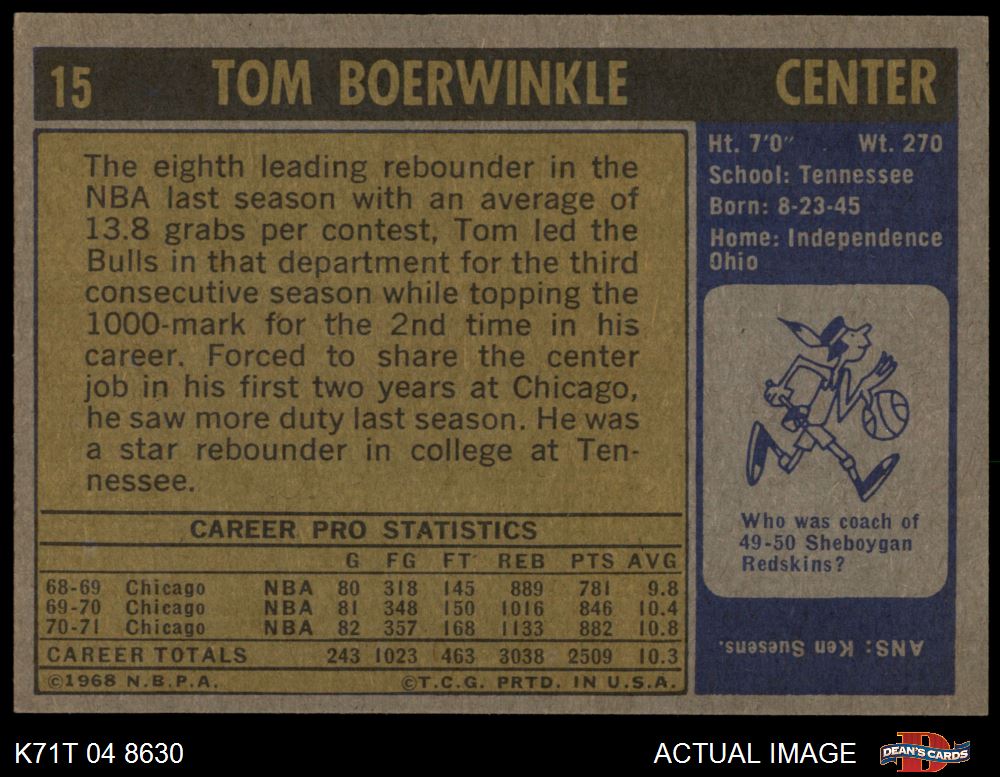 15 TOM BOERWINKLE CENTER
The eighth leading rebounder in the
NBA last season with an average of
13.8 grabs per contest, Tom led the
Bulls in that department for the third
consecutive season while topping the
1000-mark for the 2nd time in his
career. Forced to share the center
job in his first two years at Chicago,
he saw more duty last season. He was
a star rebounder in college at Ten-
nessee.
CAREER PRO STATISTICS
G FG FT REB PTS AVG
68-69 Chicago NBA 80 318 145 889 781 9.8
69-70 Chicago NBA 81 348 150 1016 846 10.4
70-71 Chicago NBA 82 357 168 1133 882 10.8
CAREER TOTALS 243 1023 463 3038 2509 10.3
©1968 N.B.P.A. ©T.C.G. PRTD. IN U.S.A.
Ht. 7'0" Wt. 270
School: Tennessee
Born: 8-23-45
Home: Independence
Ohio
Who was coach of
49-50 Sheboygan
Redskins?
ANS: Ken Suesens.
K71T 04 8630 ACTUAL IMAGE DEAN'S CARDS